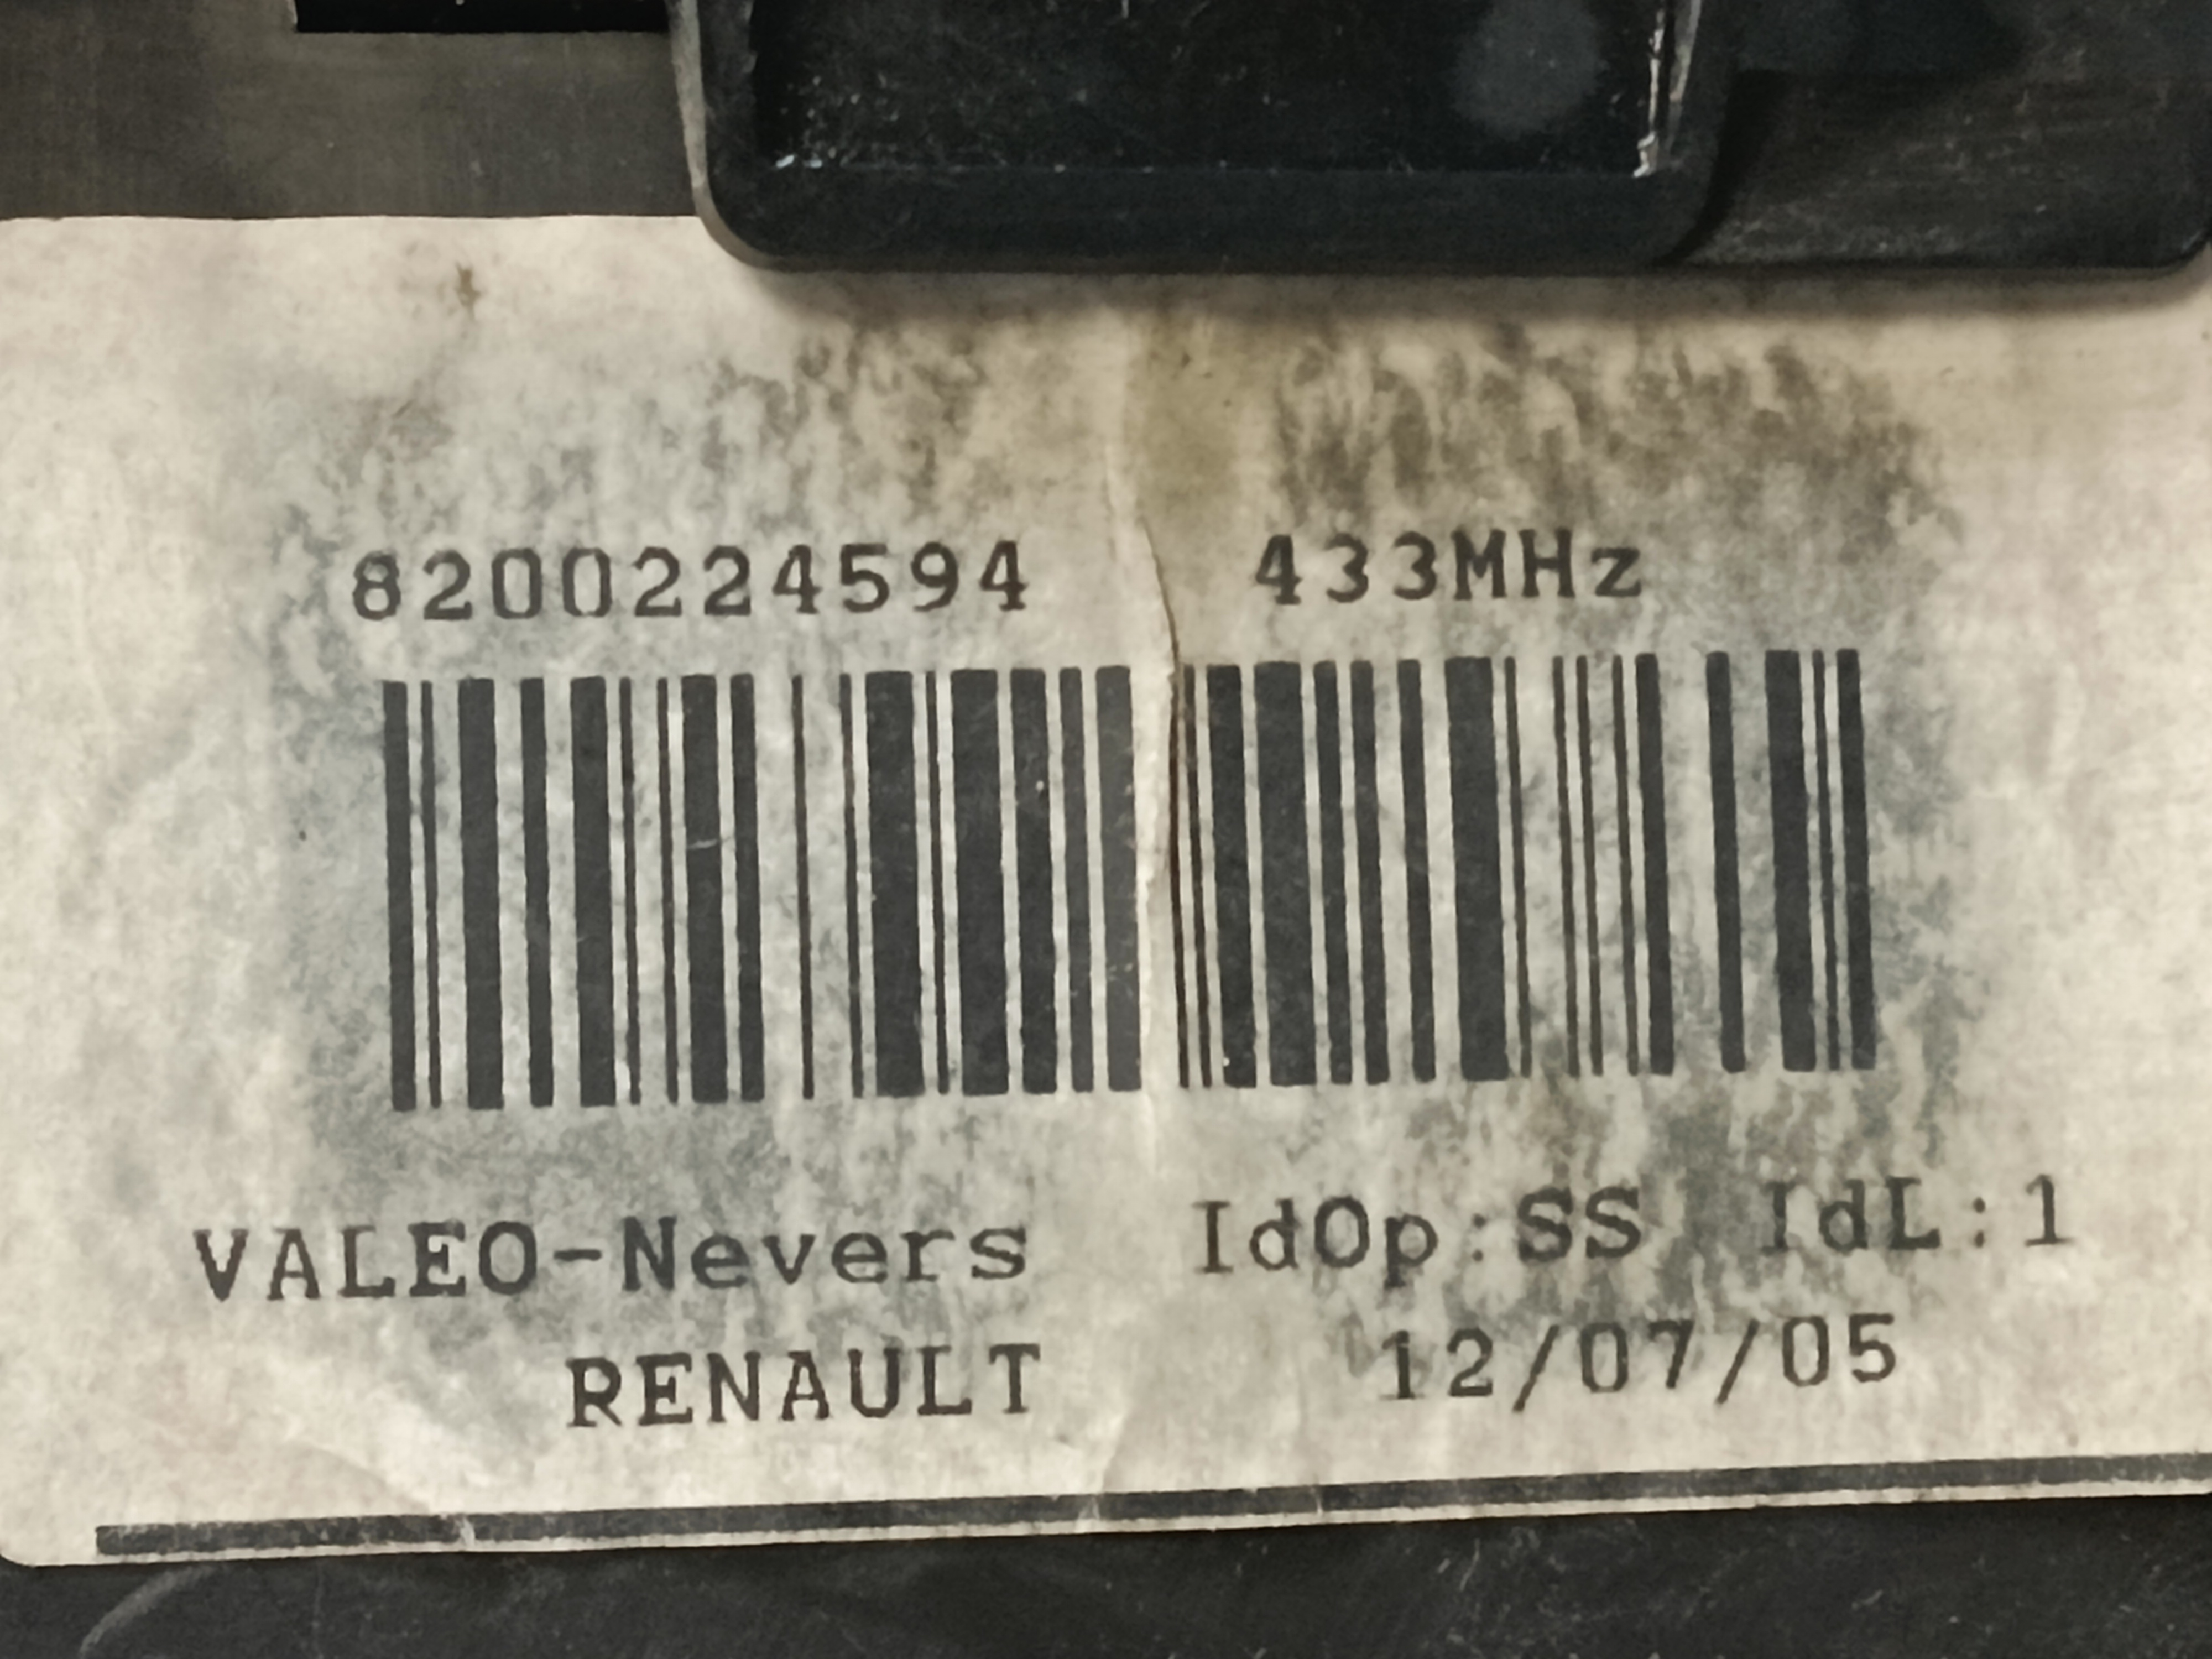 8200224594 433MHz
VALEO-Nevers IdOp:SS IdL:1
RENAULT 12/07/05